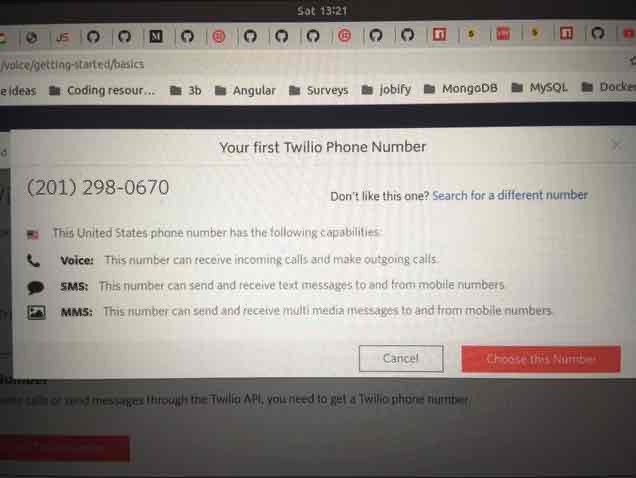 Sat 13:21
JS
M
/voice/getting-started/basics
e ideas Coding resour... 3b Angular Surveys jobify MongoDB MySQL Docke
Your first Twilio Phone Number
×
(201) 298-0670
Don't like this one? Search for a different number
This United States phone number has the following capabilities:
Voice: This number can receive incoming calls and make outgoing calls.
SMS: This number can send and receive text messages to and from mobile numbers.
MMS: This number can send and receive multi media messages to and from mobile numbers.
Cancel Choose this Number
calls or send messages through the Twilio API, you need to get a Twilio phone number